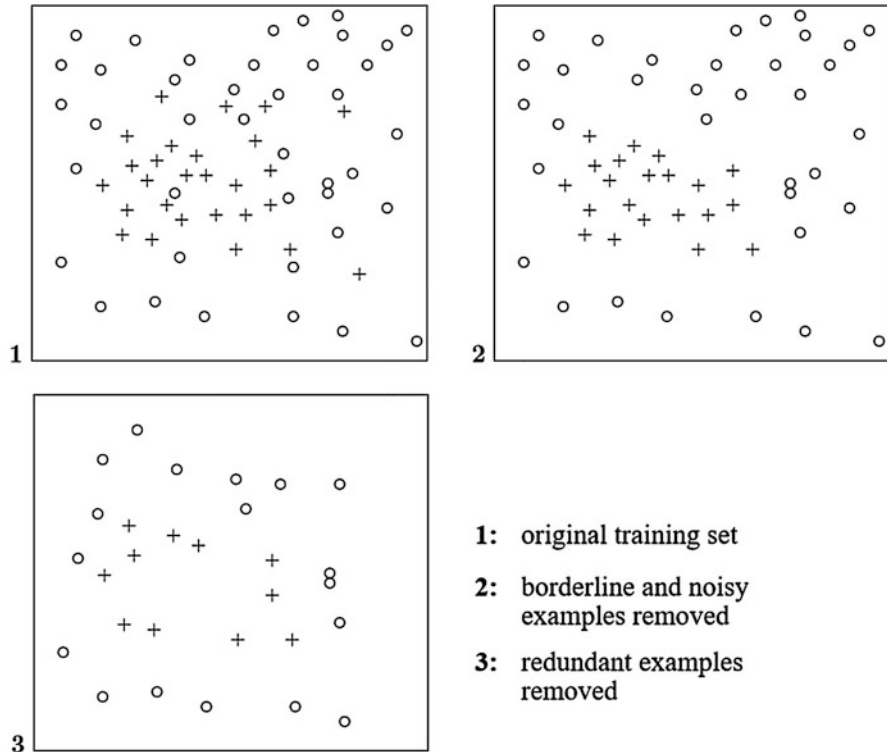 1
2
3
1: original training set
2: borderline and noisy
examples removed
3: redundant examples
removed